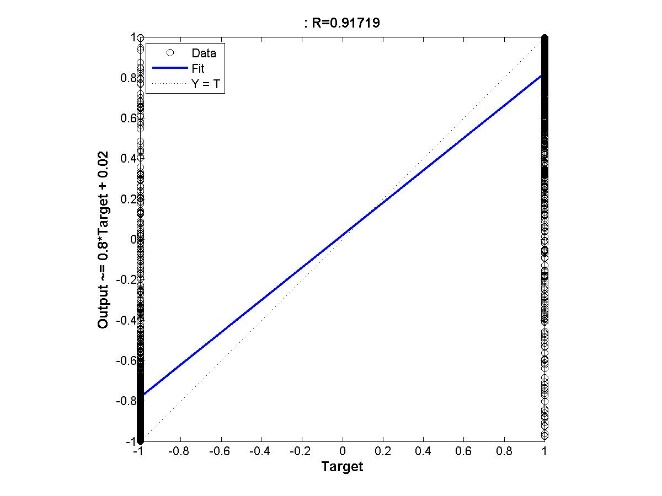 : R=0.91719
Data
Fit
Y = T
Output ~= 0.8*Target + 0.02
1
0.8
0.6
0.4
0.2
0
-0.2
-0.4
-0.6
-0.8
-1
-1 -0.8 -0.6 -0.4 -0.2 0 0.2 0.4 0.6 0.8 1
Target